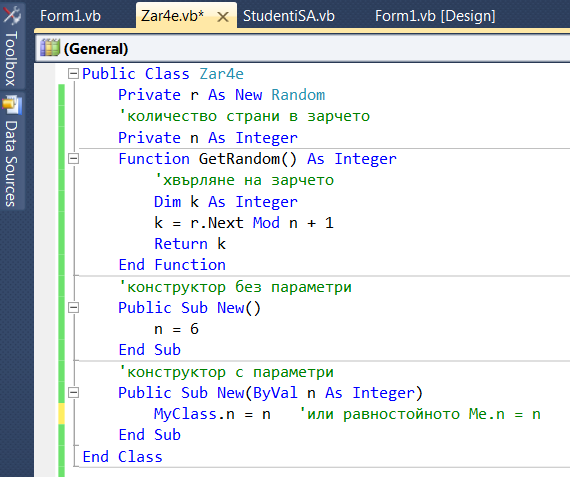 Form1.vb Zar4e.vb* StudentiSA.vb Form1.vb [Design]
Toolbox
Data Sources
(General)
Public Class Zar4e
Private r As New Random
'количество страни в зарчето
Private n As Integer
Function GetRandom() As Integer
'хвърляне на зарчето
Dim k As Integer
k = r.Next Mod n + 1
Return k
End Function
'конструктор без параметри
Public Sub New()
n = 6
End Sub
'конструктор с параметри
Public Sub New(ByVal n As Integer)
MyClass.n = n 'или равностойното Me.n = n
End Sub
End Class